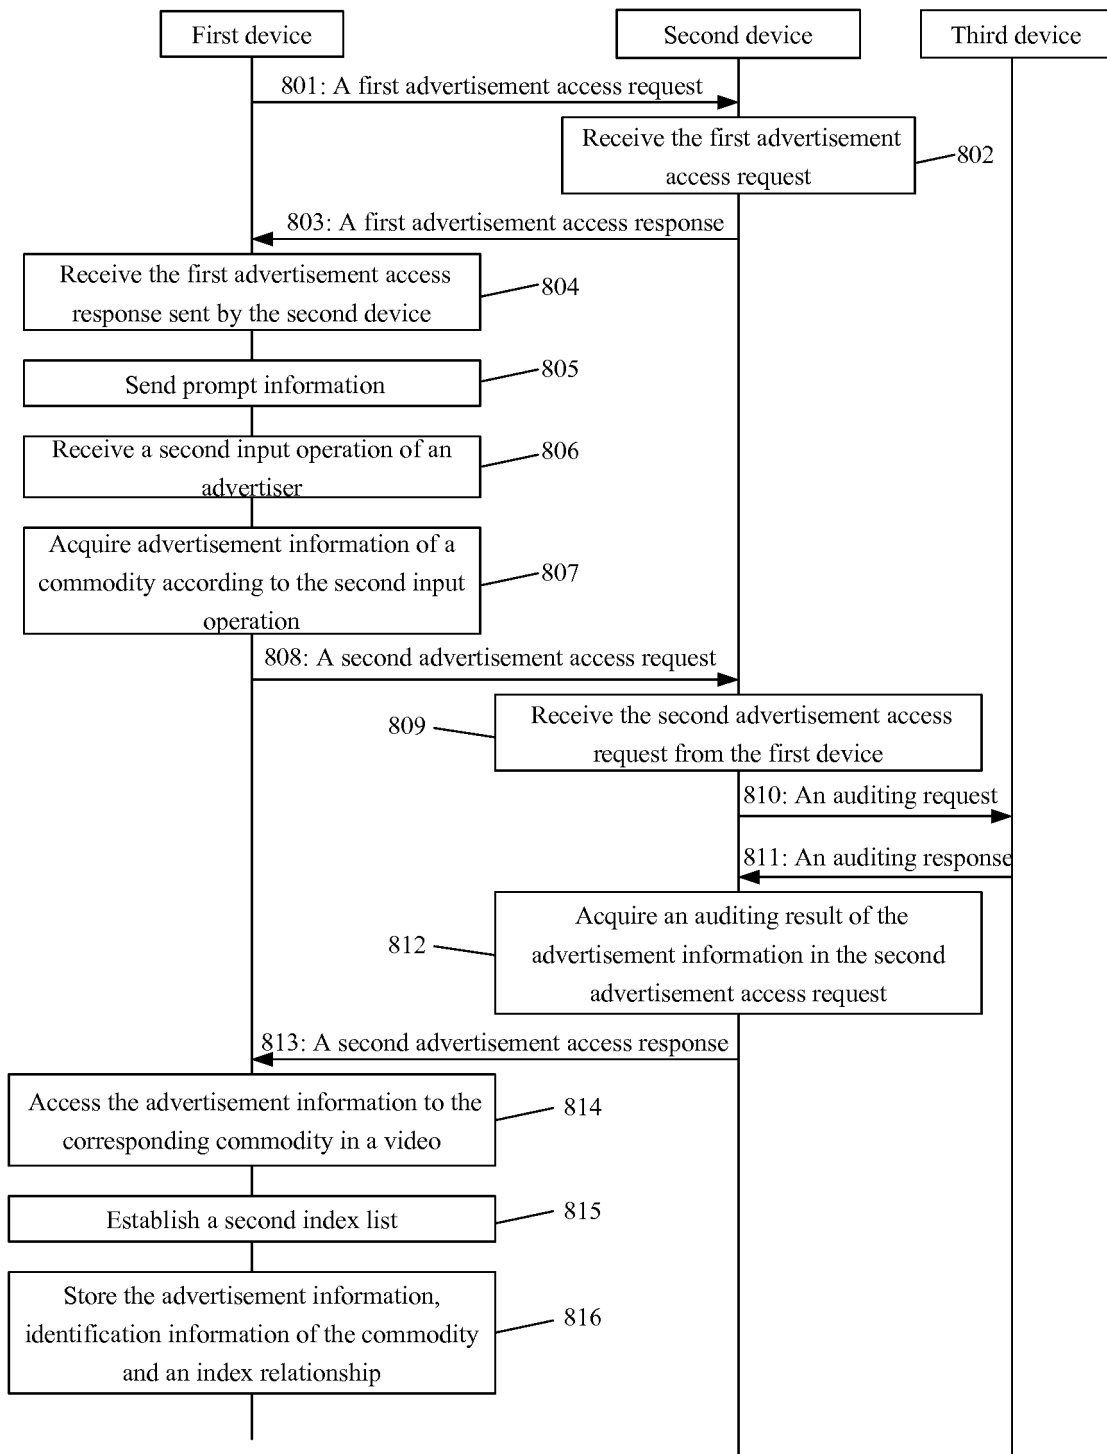 First device
Second device
Third device
801: A first advertisement access request
Receive the first advertisement
access request
802
803: A first advertisement access response
Receive the first advertisement access
response sent by the second device
804
Send prompt information
805
Receive a second input operation of an
advertiser
806
Acquire advertisement information of a
commodity according to the second input
operation
807
808: A second advertisement access request
809
Receive the second advertisement access
request from the first device
810: An auditing request
811: An auditing response
812
Acquire an auditing result of the
advertisement information in the second
advertisement access request
813: A second advertisement access response
Access the advertisement information to the
corresponding commodity in a video
814
Establish a second index list
815
Store the advertisement information,
identification information of the commodity
and an index relationship
816